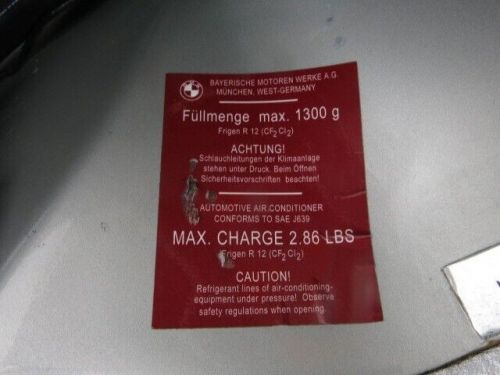 BMW
BAYERISCHE MOTOREN WERKE A.G.
MÜNCHEN, WEST-GERMANY
Füllmenge max. 1300 g
Frigen R 12 (CF2Cl2)
ACHTUNG!
Schlauchleitungen der Klimaanlage
stehen unter Druck. Beim Öffnen
Sicherheitsvorschriften beachten!
AUTOMOTIVE AIR.CONDITIONER
CONFORMS TO SAE J639
MAX. CHARGE 2.86 LBS
Frigen R 12 (CF2Cl2)
CAUTION!
Refrigerant lines of air-conditioning-
equipment under pressure! Observe
safety regulations when opening.